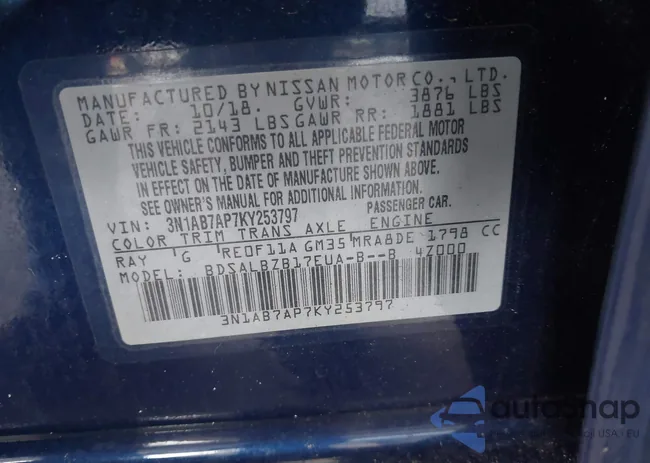 MANUFACTURED BY NISSAN MOTOR CO., LTD.
DATE: 10/18. GVWR: 3876 LBS
GAWR FR: 2143 LBS GAWR RR: 1881 LBS
THIS VEHICLE CONFORMS TO ALL APPLICABLE FEDERAL MOTOR
VEHICLE SAFETY, BUMPER AND THEFT PREVENTION STANDARDS
IN EFFECT ON THE DATE OF MANUFACTURE SHOWN ABOVE.
SEE OWNER'S MANUAL FOR ADDITIONAL INFORMATION.
VIN: 3N1AB7AP7KY253797 PASSENGER CAR.
COLOR TRIM TRANS AXLE ENGINE
RAY G RE0F11A GM35 MRA8DE 1798 CC
MODEL: BDSALBZB17EUA-B--B 4Z000
3N1AB7AP7KY253797
autosnap
USA - EU